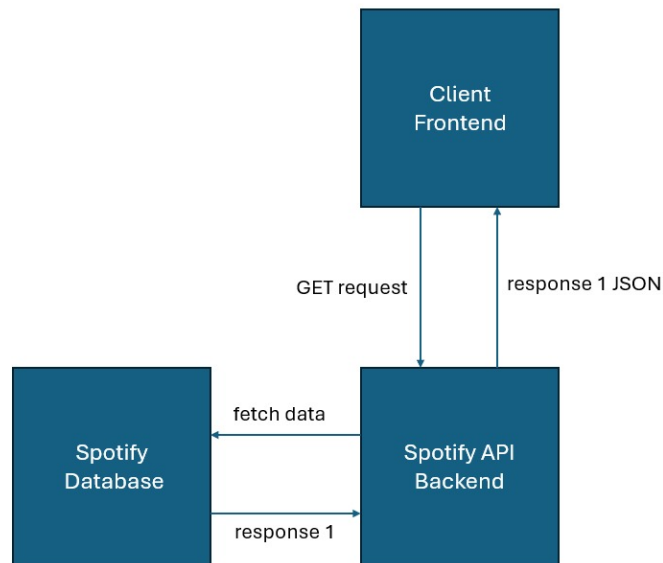 Client
Frontend
GET request
response 1 JSON
fetch data
Spotify
Database
Spotify API
Backend
response 1